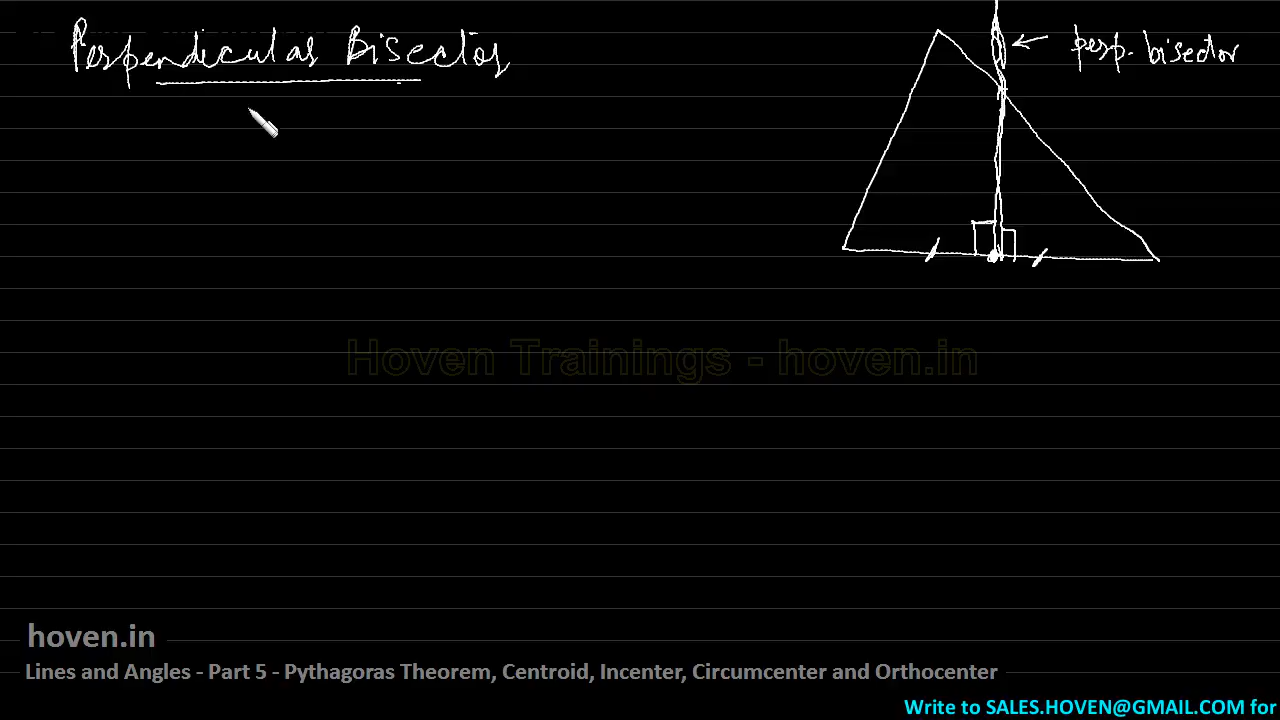 Perpendicular Bisector
perp. bisector
Hoven Trainings - hoven.in
hoven.in
Lines and Angles - Part 5 - Pythagoras Theorem, Centroid, Incenter, Circumcenter and Orthocenter
Write to SALES.HOVEN@GMAIL.COM for